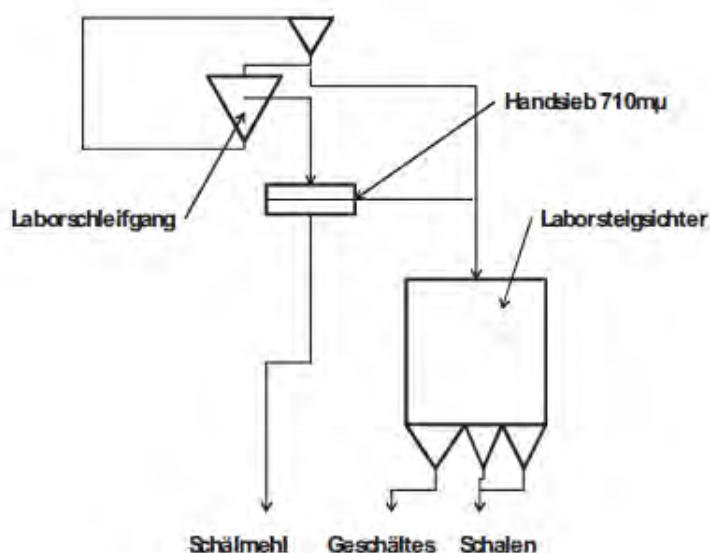 Handsieb 710mµ
Laborschleifgang
Laborsteigsichter
Schälmehl
Geschältes
Schalen